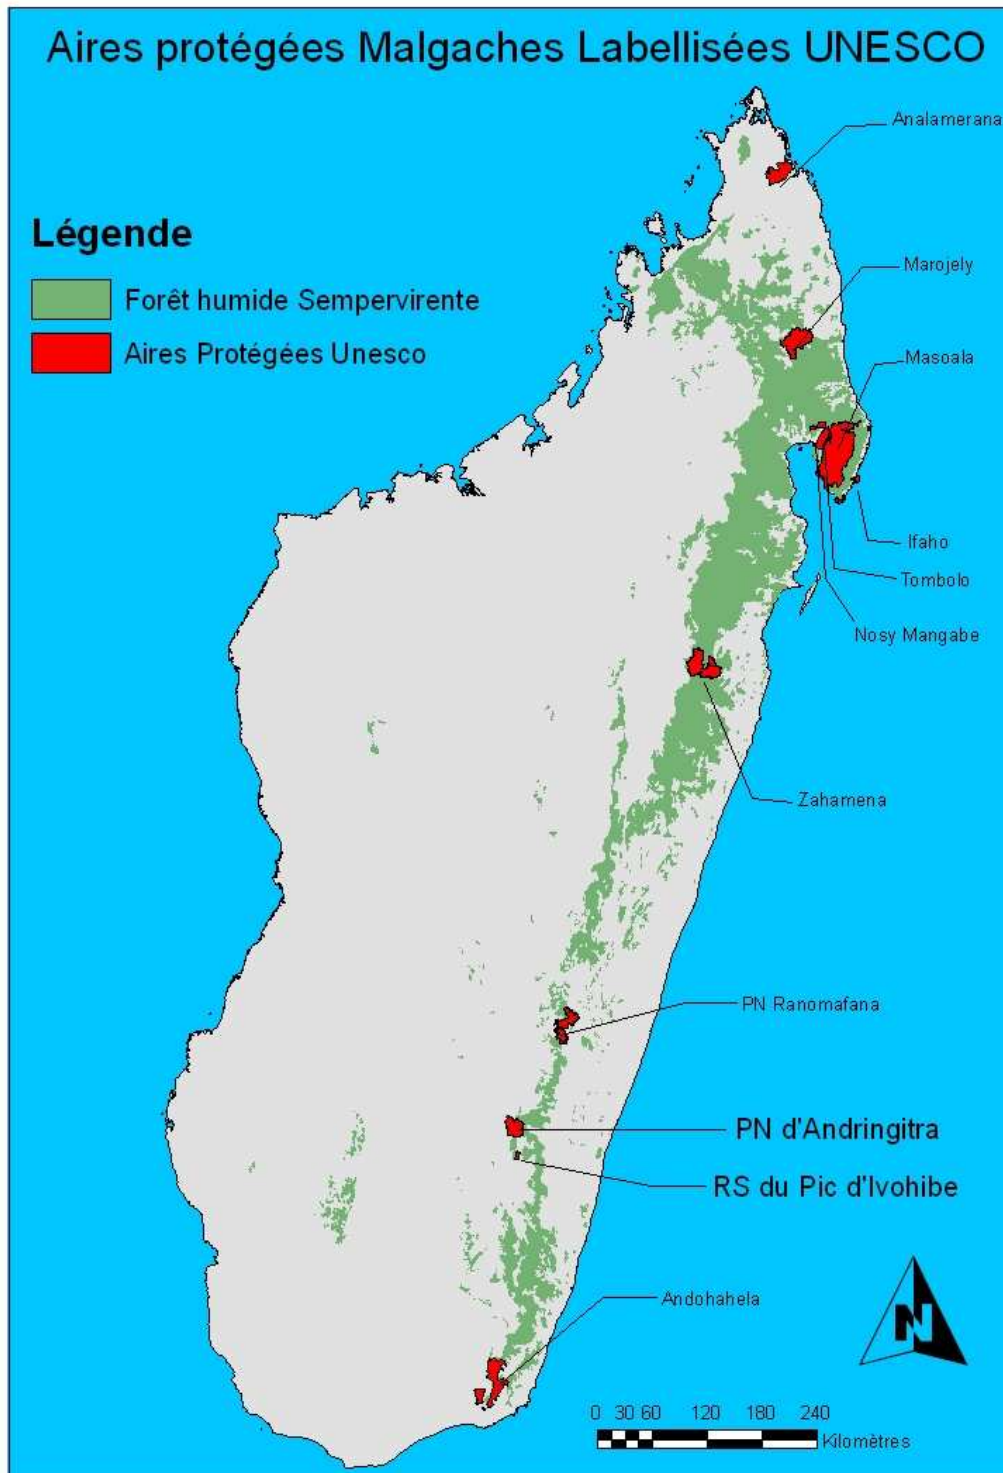 Aires protégées Malgaches Labellisées UNESCO
Analamerana
Légende
Marojely
Forêt humide Sempervirente
Aires Protégées Unesco
Masoala
Ifaho
Tombolo
Nosy Mangabe
Zahamena
PN Ranomafana
PN d'Andringitra
RS du Pic d'Ivohibe
Andohahela
N
0 30 60 120 180 240
Kilomètres